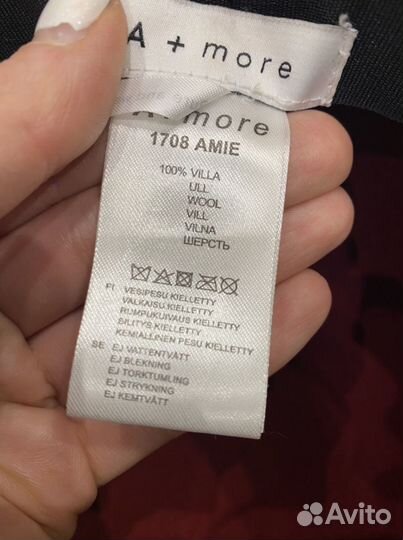 A + more
A + more
1708 AMIE
100% VILLA
ULL
WOOL
VILL
VILNA
ШЕРСТЬ
FI VESIPESU KIELLETTY
VALKAISU KIELLETTY
RUMPUKUIVAUS KIELLETTY
SILITYS KIELLETTY
KEMIALLINEN PESU KIELLETTY
SE EJ VATTENTVÄTT
EJ BLEKNING
EJ TORKTUMLING
EJ STRYKNING
EJ KEMTVÄTT
Avito